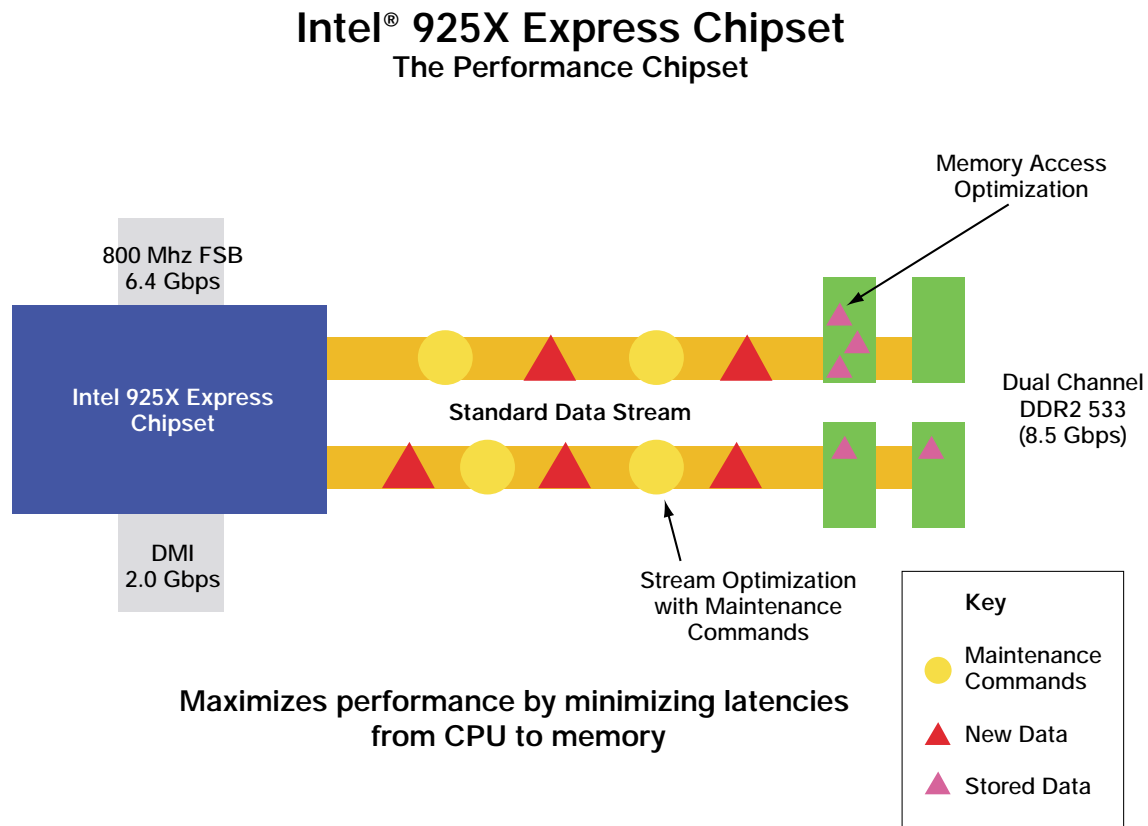 Intel® 925X Express Chipset
The Performance Chipset
Memory Access
Optimization
800 Mhz FSB
6.4 Gbps
Intel 925X Express
Chipset
Standard Data Stream
Dual Channel
DDR2 533
(8.5 Gbps)
DMI
2.0 Gbps
Stream Optimization
with Maintenance
Commands
Key
Maintenance
Commands
New Data
Stored Data
Maximizes performance by minimizing latencies
from CPU to memory